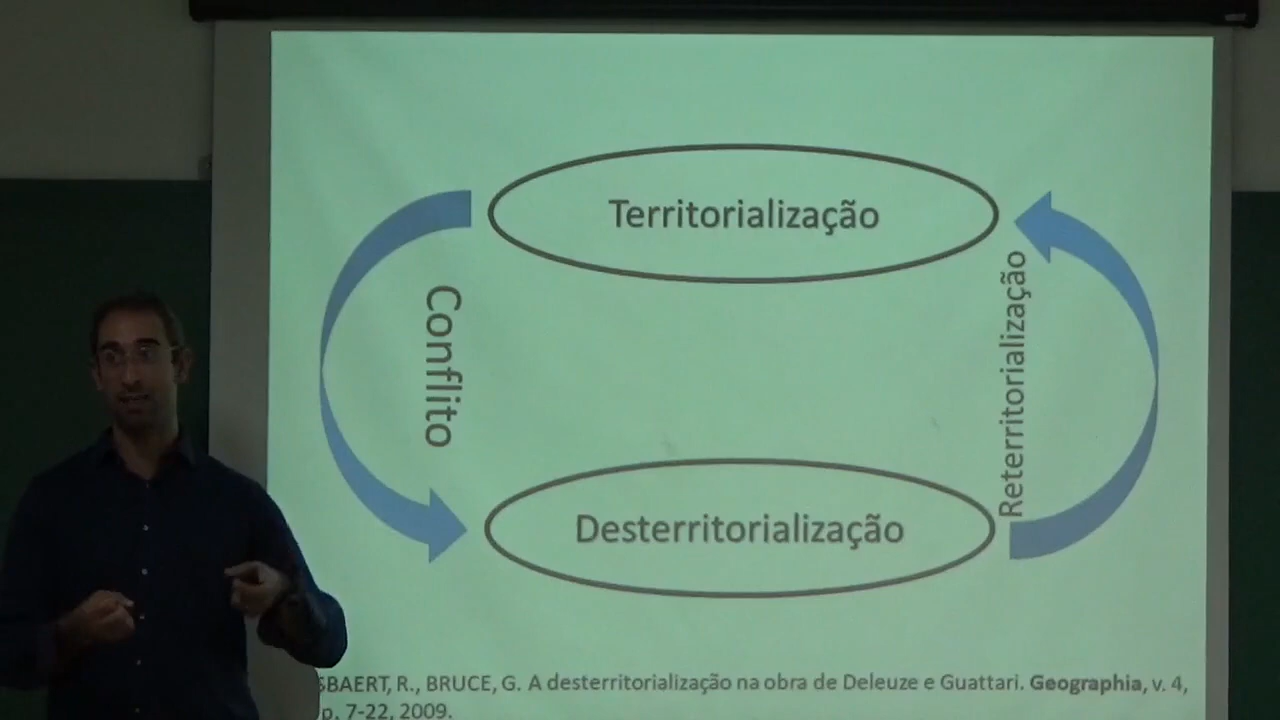 Territorialização
Conflito
Reterritorialização
Desterritorialização
SBAERT, R., BRUCE, G. A desterritorialização na obra de Deleuze e Guattari. Geographia, v. 4,
p. 7-22, 2009.